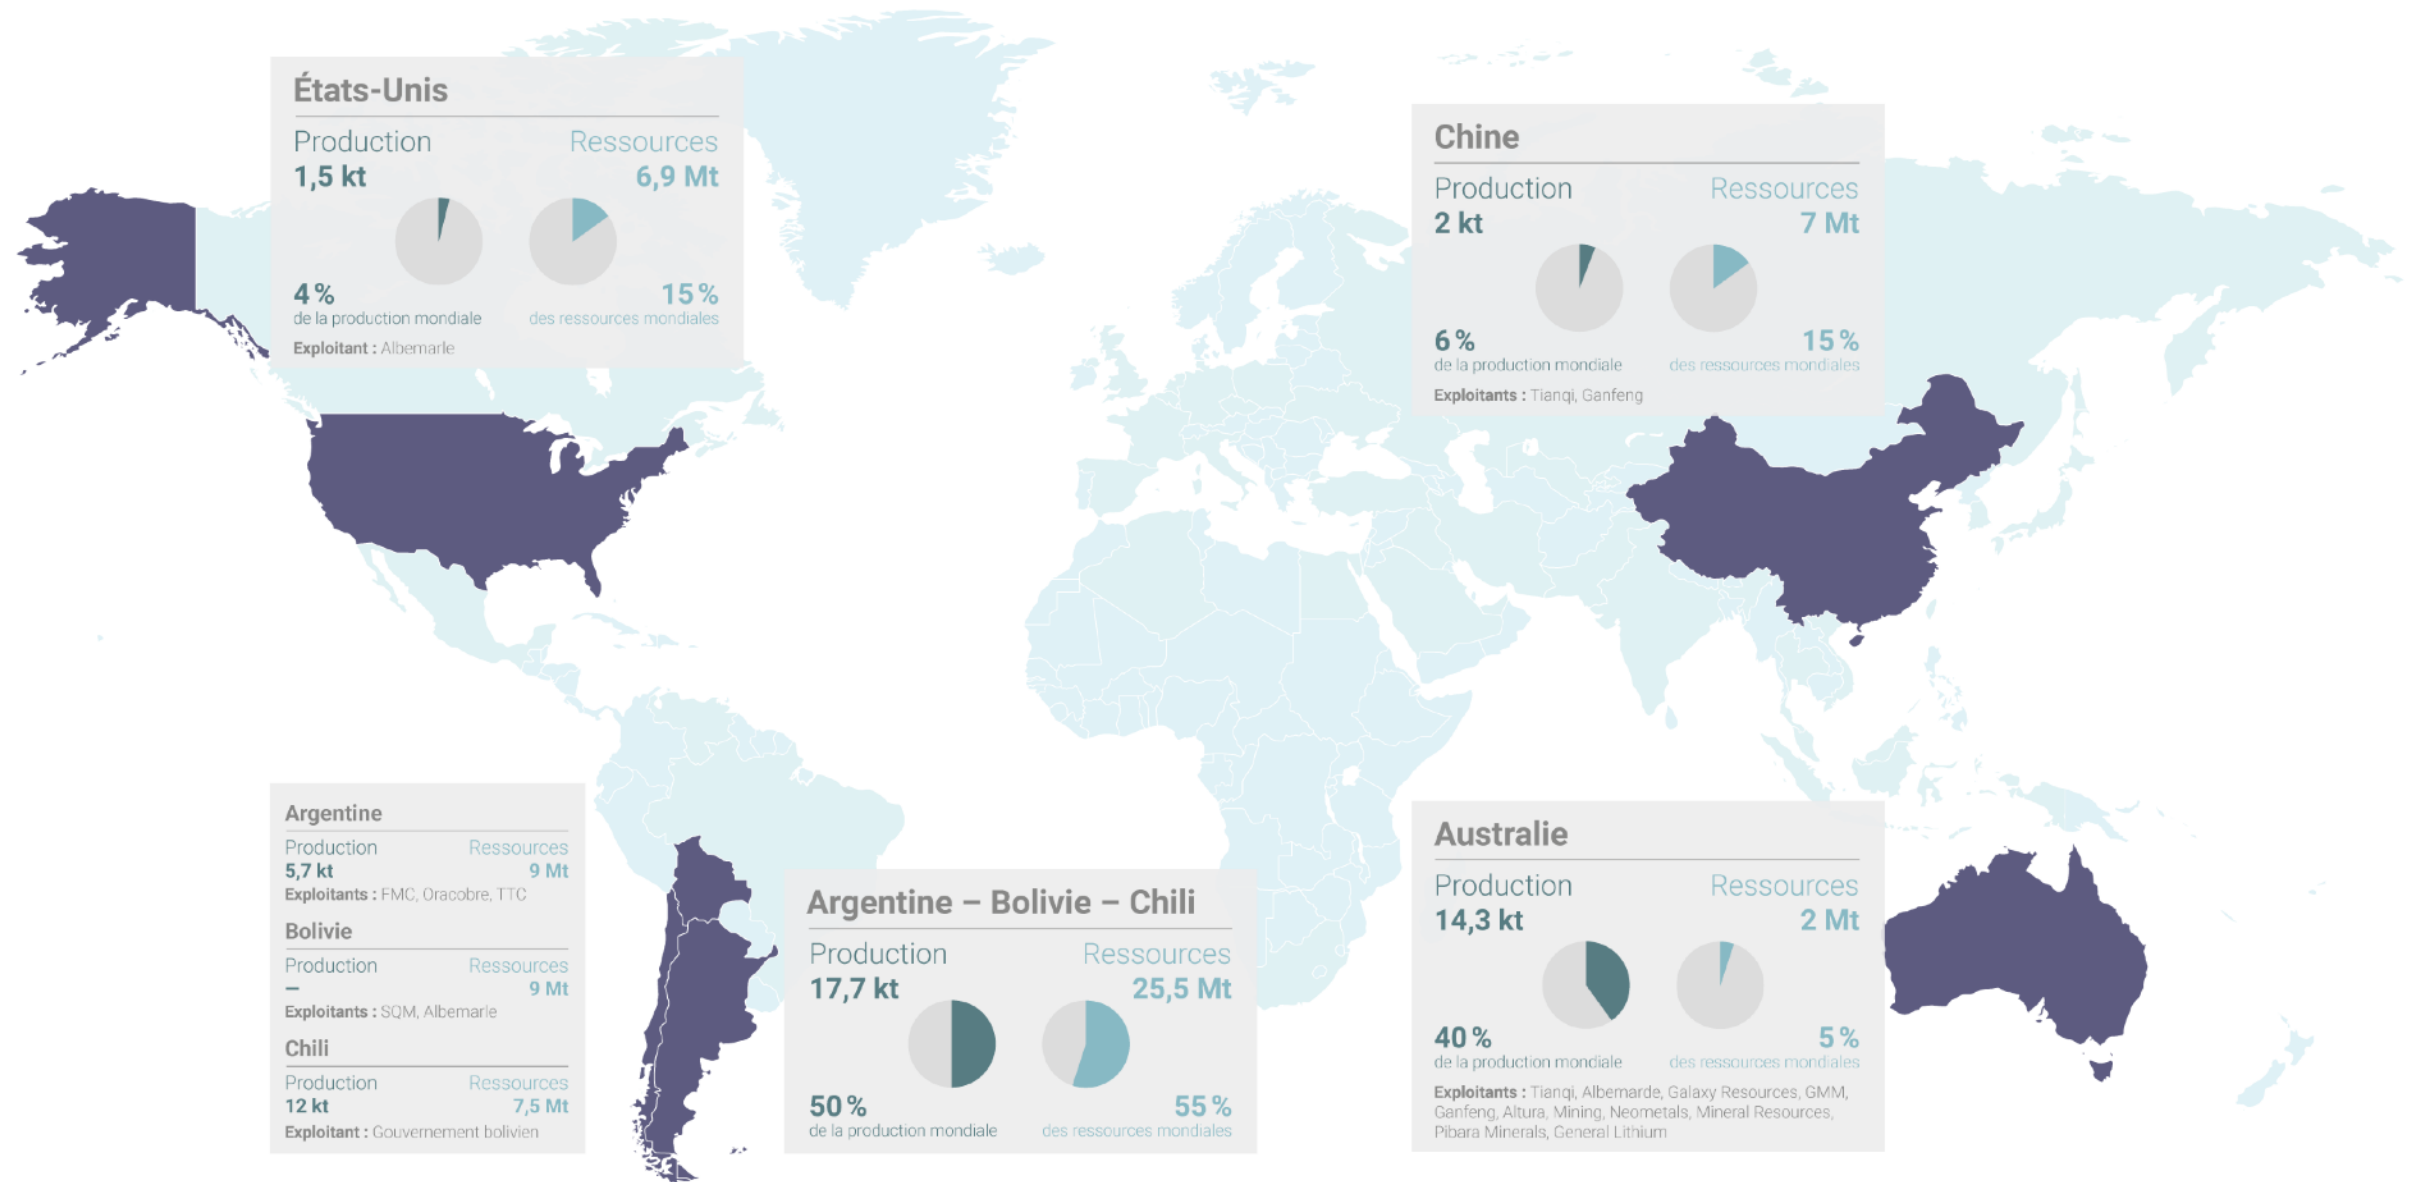 États-Unis
Production Ressources
1,5 kt 6,9 Mt
4 % 15 %
de la production mondiale des ressources mondiales
Exploitant : Albemarle
Chine
Production Ressources
2 kt 7 Mt
6 % 15 %
de la production mondiale des ressources mondiales
Exploitants : Tianqi, Ganfeng
Argentine
Production Ressources
5,7 kt 9 Mt
Exploitants : FMC, Oracobre, TTC
Bolivie
Production Ressources
– 9 Mt
Exploitants : SQM, Albemarle
Chili
Production Ressources
12 kt 7,5 Mt
Exploitant : Gouvernement bolivien
Argentine – Bolivie – Chili
Production Ressources
17,7 kt 25,5 Mt
50 % 55 %
de la production mondiale des ressources mondiales
Australie
Production Ressources
14,3 kt 2 Mt
40 % 5 %
de la production mondiale des ressources mondiales
Exploitants : Tianqi, Albemarde, Galaxy Resources, GMM,
Ganfeng, Altura, Mining, Neometals, Mineral Resources,
Pibara Minerals, General Lithium